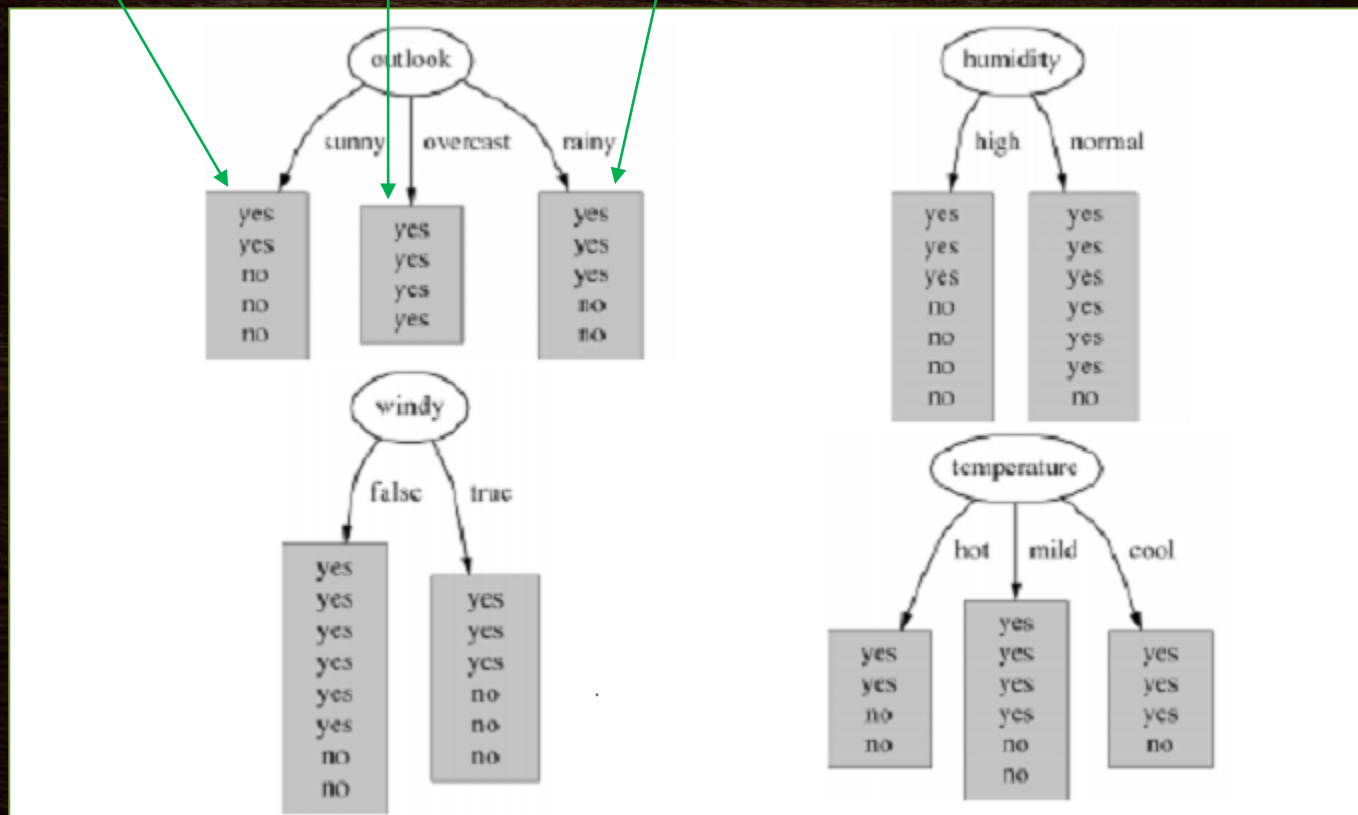 outlook
sunny overcast rainy
yes
yes
no
no
no
yes
yes
yes
yes
yes
yes
yes
no
no
humidity
high normal
yes
yes
yes
no
no
no
no
yes
yes
yes
yes
yes
yes
no
windy
false true
yes
yes
yes
yes
yes
yes
no
no
yes
yes
yes
no
no
no
temperature
hot mild cool
yes
yes
no
no
yes
yes
yes
yes
no
no
yes
yes
yes
no